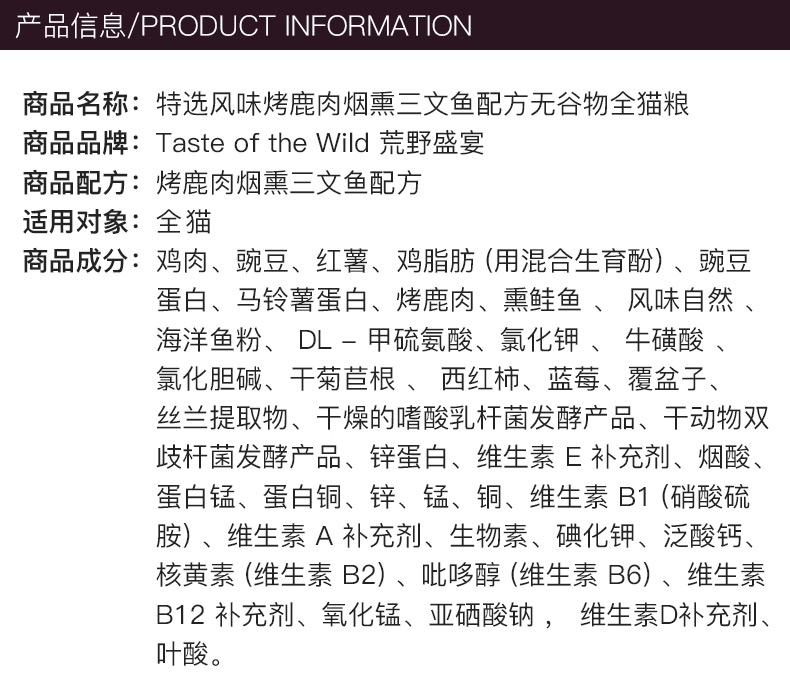 产品信息/PRODUCT INFORMATION
商品名称：特选风味烤鹿肉烟熏三文鱼配方无谷物全猫粮
商品品牌：Taste of the Wild 荒野盛宴
商品配方：烤鹿肉烟熏三文鱼配方
适用对象：全猫
商品成分：鸡肉、豌豆、红薯、鸡脂肪（用混合生育酚）、豌豆
蛋白、马铃薯蛋白、烤鹿肉、熏鲑鱼 、 风味自然 、
海洋鱼粉、 DL – 甲硫氨酸、氯化钾 、 牛磺酸 、
氯化胆碱、干菊苣根 、 西红柿、蓝莓、覆盆子、
丝兰提取物、干燥的嗜酸乳杆菌发酵产品、干动物双
歧杆菌发酵产品、锌蛋白、维生素 E 补充剂、烟酸、
蛋白锰、蛋白铜、锌、锰、铜、维生素 B1（硝酸硫
胺）、维生素 A 补充剂、生物素、碘化钾、泛酸钙、
核黄素（维生素 B2）、吡哆醇（维生素 B6）、维生素
B12 补充剂、氧化锰、亚硒酸钠 ， 维生素D补充剂、
叶酸。